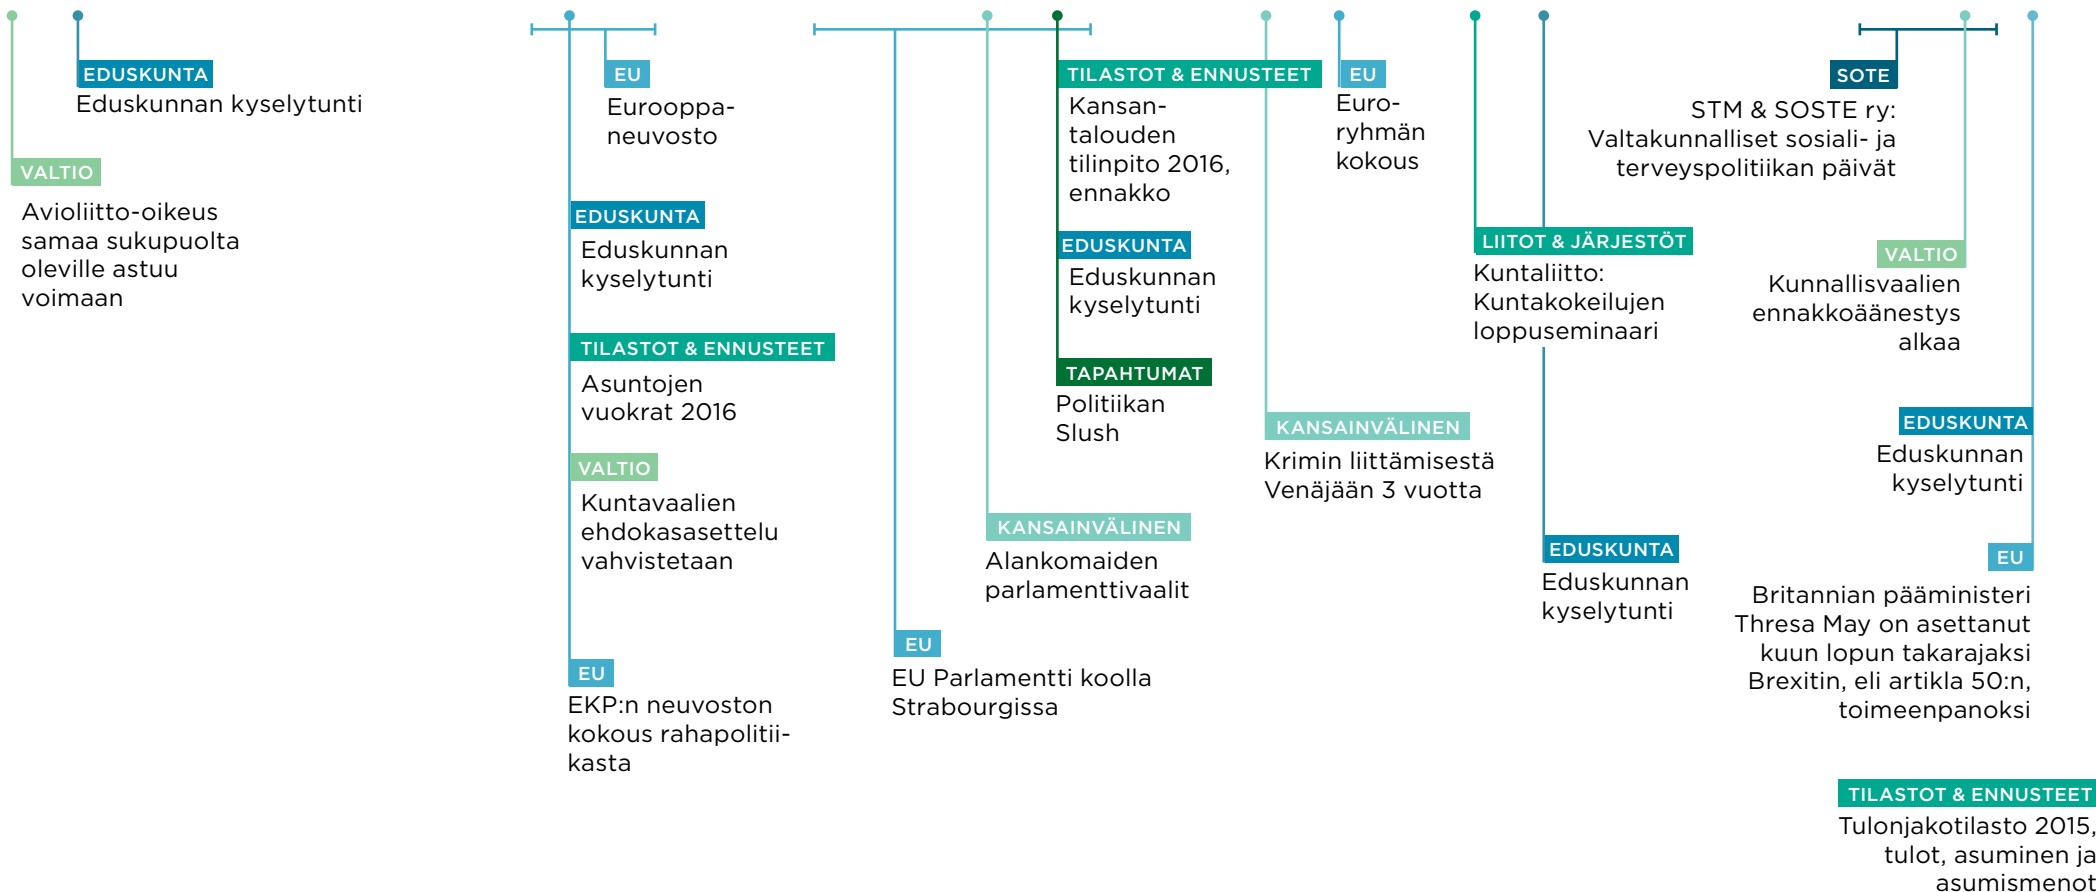 EDUSKUNTA
Eduskunnan kyselytunti
VALTIO
Avioliitto-oikeus
samaa sukupuolta
oleville astuu
voimaan
EU
Eurooppa-
neuvosto
EDUSKUNTA
Eduskunnan
kyselytunti
TILASTOT & ENNUSTEET
Asuntojen
vuokrat 2016
VALTIO
Kuntavaalien
ehdokasasettelu
vahvistetaan
EU
EKP:n neuvoston
kokous rahapolitii-
kasta
EU
EU Parlamentti koolla
Strabourgissa
KANSAINVÄLINEN
Alankomaiden
parlamenttivaalit
TILASTOT & ENNUSTEET
Kansan-
talouden
tilinpito 2016,
ennakko
EDUSKUNTA
Eduskunnan
kyselytunti
TAPAHTUMAT
Politiikan
Slush
KANSAINVÄLINEN
Krimin liittämisestä
Venäjään 3 vuotta
EU
Euro-
ryhmän
kokous
LIITOT & JÄRJESTÖT
Kuntaliitto:
Kuntakokeilujen
loppuseminaari
EDUSKUNTA
Eduskunnan
kyselytunti
SOTE
STM & SOSTE ry:
Valtakunnalliset sosiali- ja
terveyspolitiikan päivät
VALTIO
Kunnallisvaalien
ennakkoäänestys
alkaa
EDUSKUNTA
Eduskunnan
kyselytunti
EU
Britannian pääministeri
Thresa May on asettanut
kuun lopun takarajaksi
Brexitin, eli artikla 50:n,
toimeenpanoksi
TILASTOT & ENNUSTEET
Tulonjakotilasto 2015,
tulot, asuminen ja
asumismenot